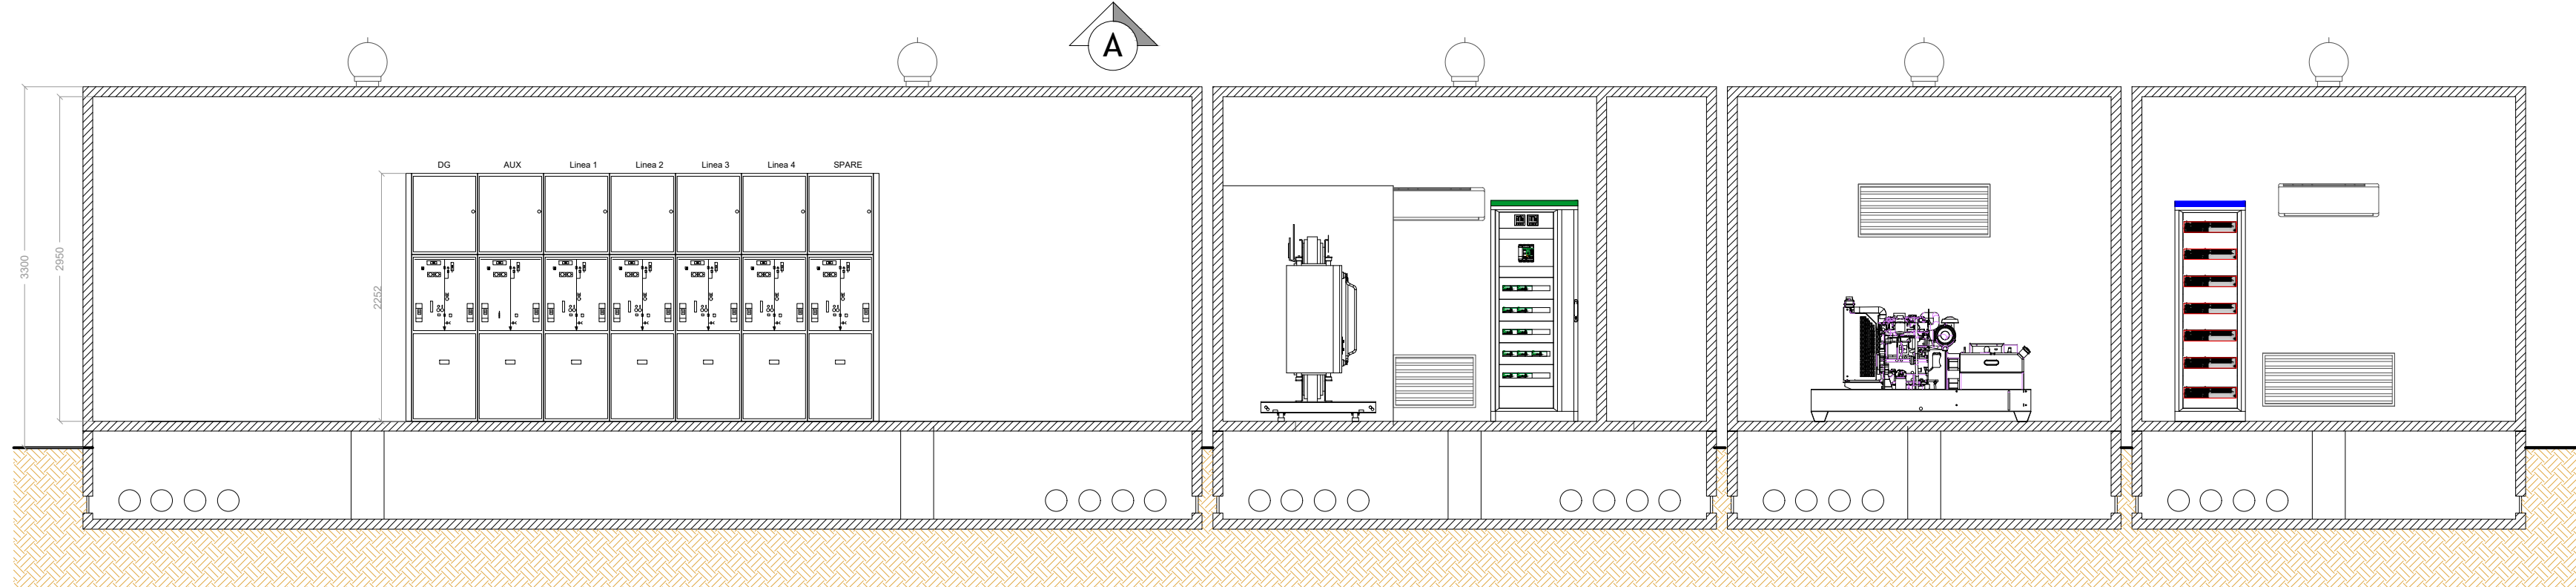 A
DG AUX Linea 1 Linea 2 Linea 3 Linea 4 SPARE
3300
2950
2252